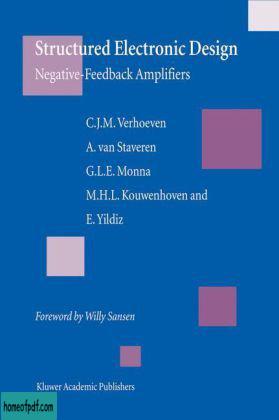 Structured Electronic Design
Negative-Feedback Amplifiers
C.J.M. Verhoeven
A. van Staveren
G.L.E. Monna
M.H.L. Kouwenhoven and
E. Yildiz
Foreword by Willy Sansen
Kluwer Academic Publishers
homeofpdf.com